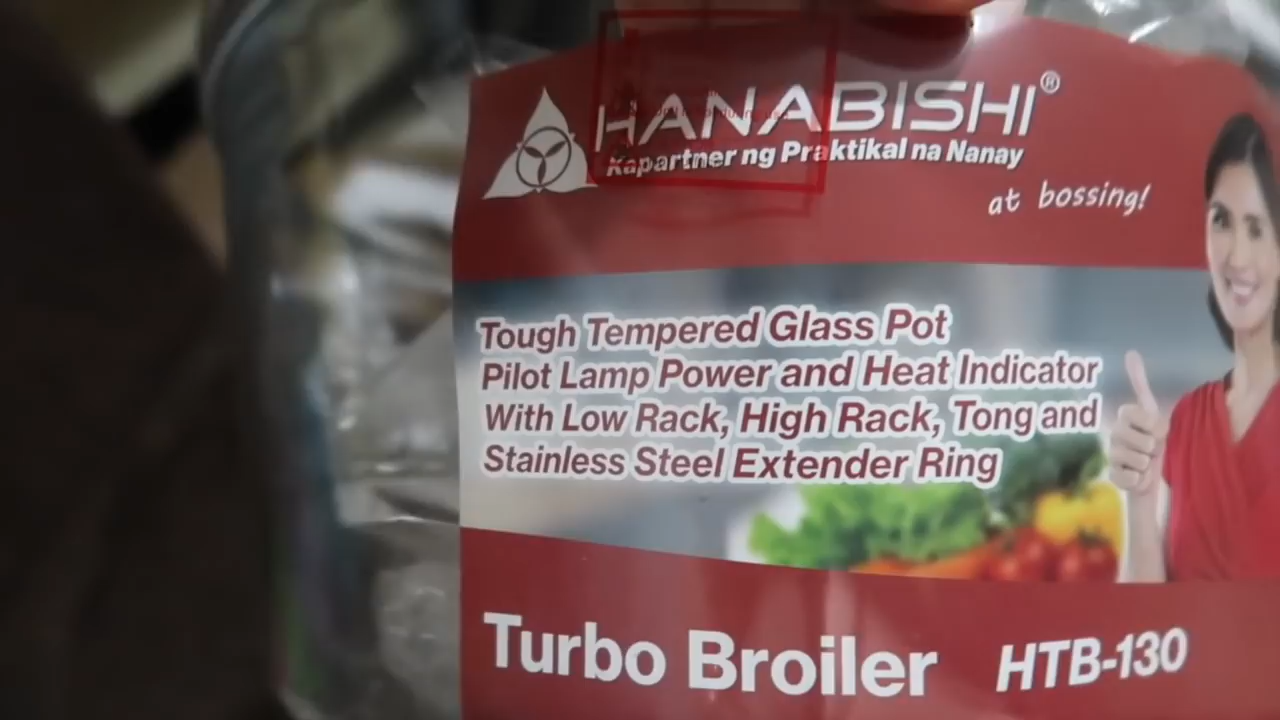 HANABISHI®
Kapartner ng Praktikal na Nanay
at bossing!
Tough Tempered Glass Pot
Pilot Lamp Power and Heat Indicator
With Low Rack, High Rack, Tong and
Stainless Steel Extender Ring
Turbo Broiler HTB-130